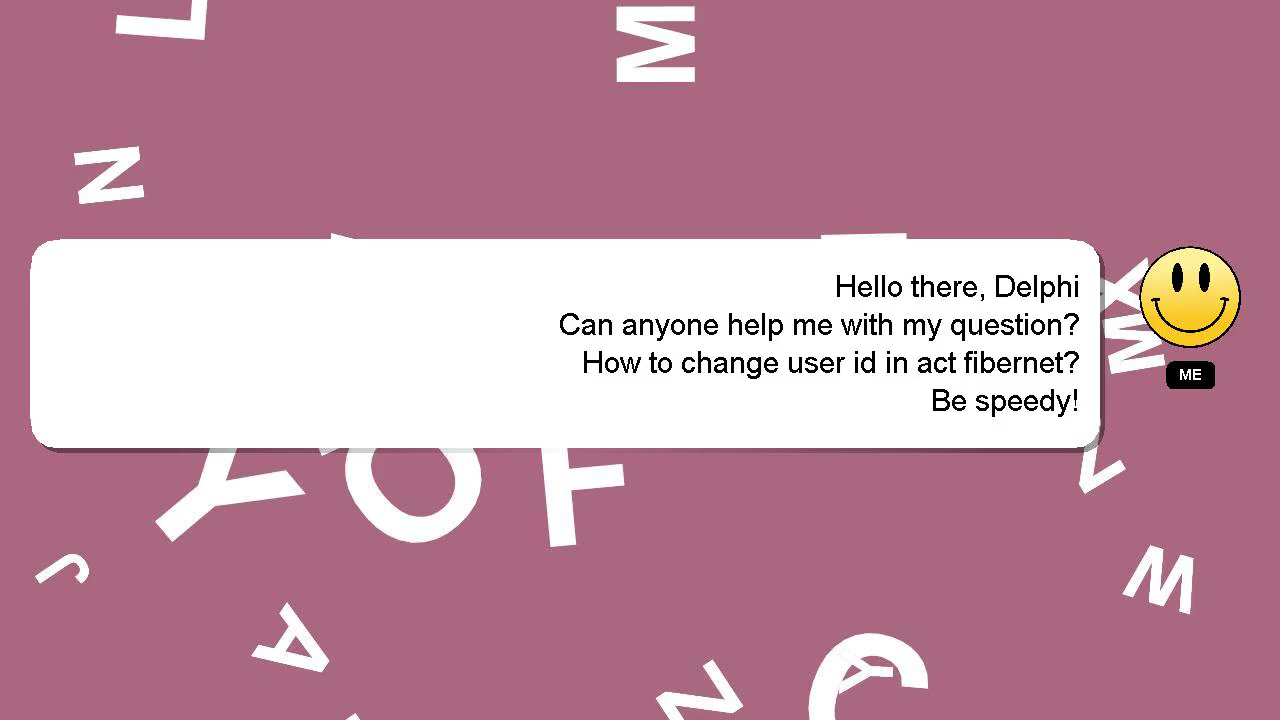 L
M
N
Hello there, Delphi
Can anyone help me with my question?
How to change user id in act fibernet?
Be speedy!
ME
X
M
Y
O
F
V
J
W
A
N
C
A